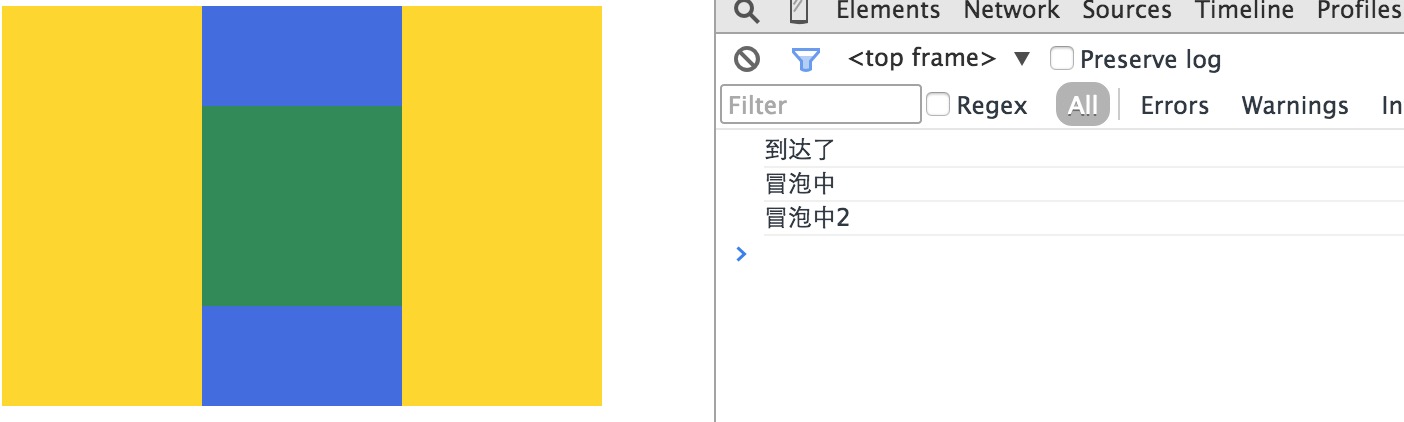 Elements Network Sources Timeline Profiles
<top frame> ▼ Preserve log
Filter Regex All Errors Warnings In
到达了
冒泡中
冒泡中2
>